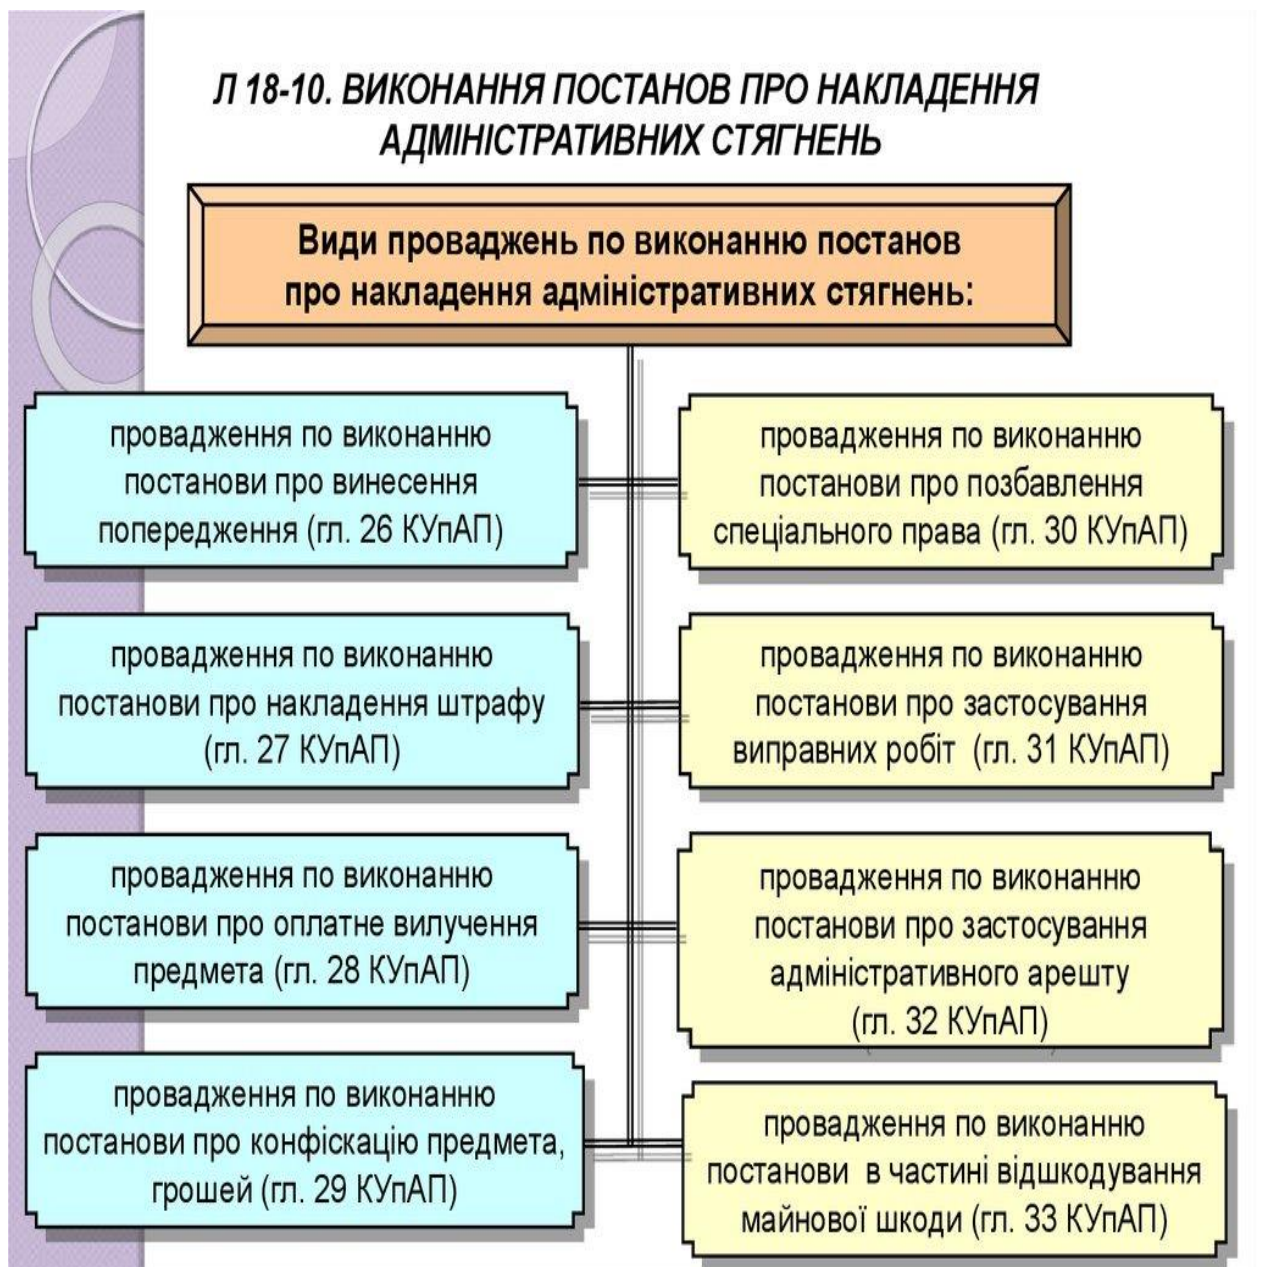 Л 18-10. ВИКОНАННЯ ПОСТАНОВ ПРО НАКЛАДЕННЯ
АДМІНІСТРАТИВНИХ СТЯГНЕНЬ
Види проваджень по виконанню постанов
про накладення адміністративних стягнень:
провадження по виконанню
постанови про винесення
попередження (гл. 26 КУпАП)
провадження по виконанню
постанови про накладення штрафу
(гл. 27 КУпАП)
провадження по виконанню
постанови про оплатне вилучення
предмета (гл. 28 КУпАП)
провадження по виконанню
постанови про конфіскацію предмета,
грошей (гл. 29 КУпАП)
провадження по виконанню
постанови про позбавлення
спеціального права (гл. 30 КУпАП)
провадження по виконанню
постанови про застосування
виправних робіт (гл. 31 КУпАП)
провадження по виконанню
постанови про застосування
адміністративного арешту
(гл. 32 КУпАП)
провадження по виконанню
постанови в частині відшкодування
майнової шкоди (гл. 33 КУпАП)